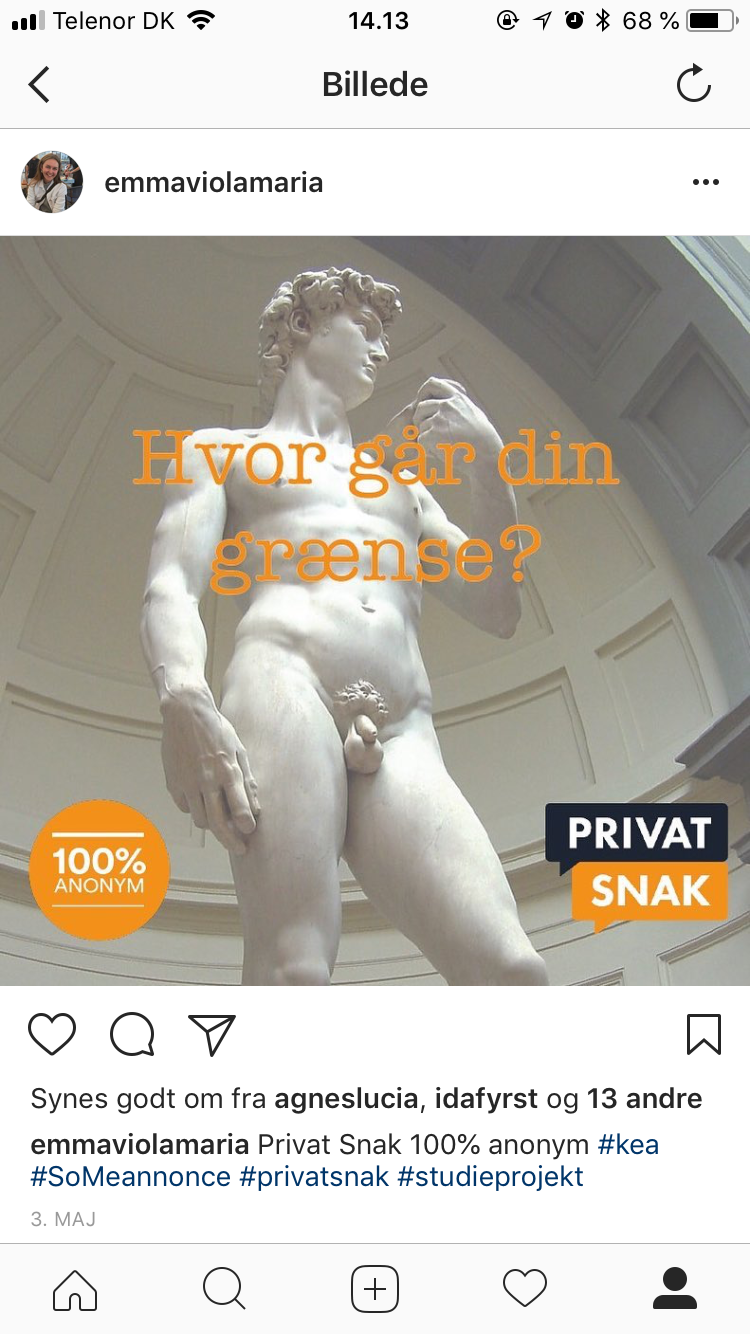 Telenor DK 14.13 68 %
Billede
emmaviolamaria
Hvor går din
grænse?
100%
ANONYM
PRIVAT
SNAK
Synes godt om fra agneslucia, idafyrst og 13 andre
emmaviolamaria Privat Snak 100% anonym #kea
#SoMeannonce #privatsnak #studieprojekt
3. MAJ